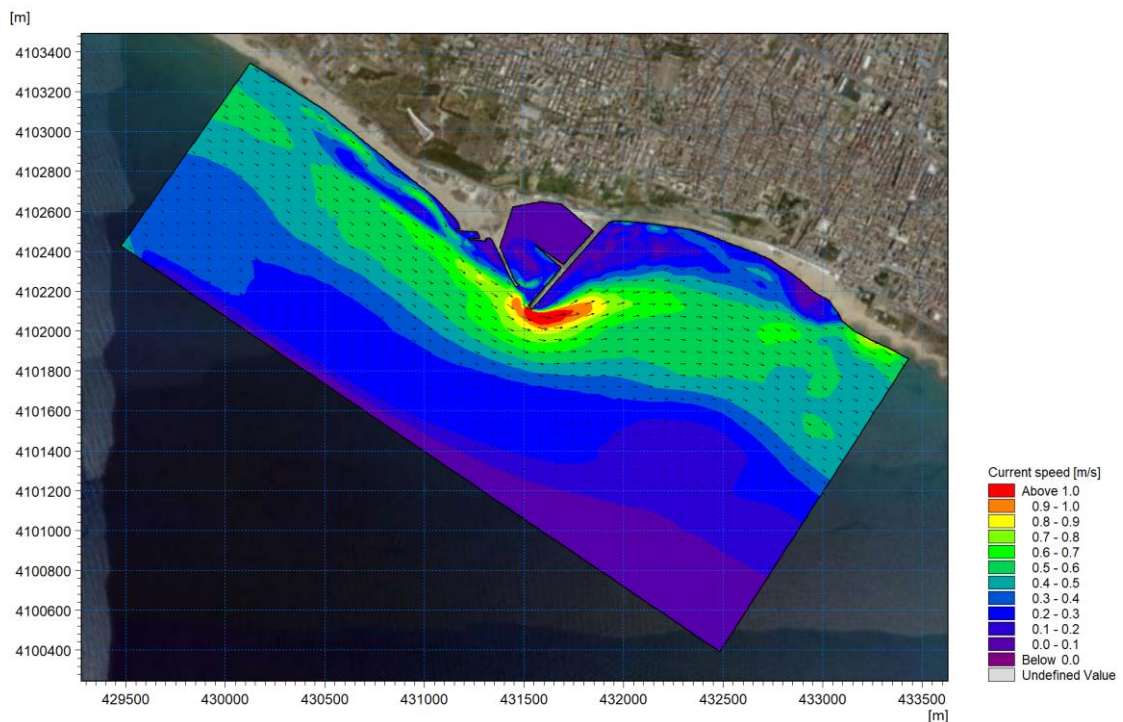 [m]
4103400
4103200
4103000
4102800
4102600
4102400
4102200
4102000
4101800
4101600
4101400
4101200
4101000
4100800
4100600
4100400
429500 430000 430500 431000 431500 432000 432500 433000 433500
[m]
Current speed [m/s]
Above 1.0
0.9 - 1.0
0.8 - 0.9
0.7 - 0.8
0.6 - 0.7
0.5 - 0.6
0.4 - 0.5
0.3 - 0.4
0.2 - 0.3
0.1 - 0.2
0.0 - 0.1
Below 0.0
Undefined Value